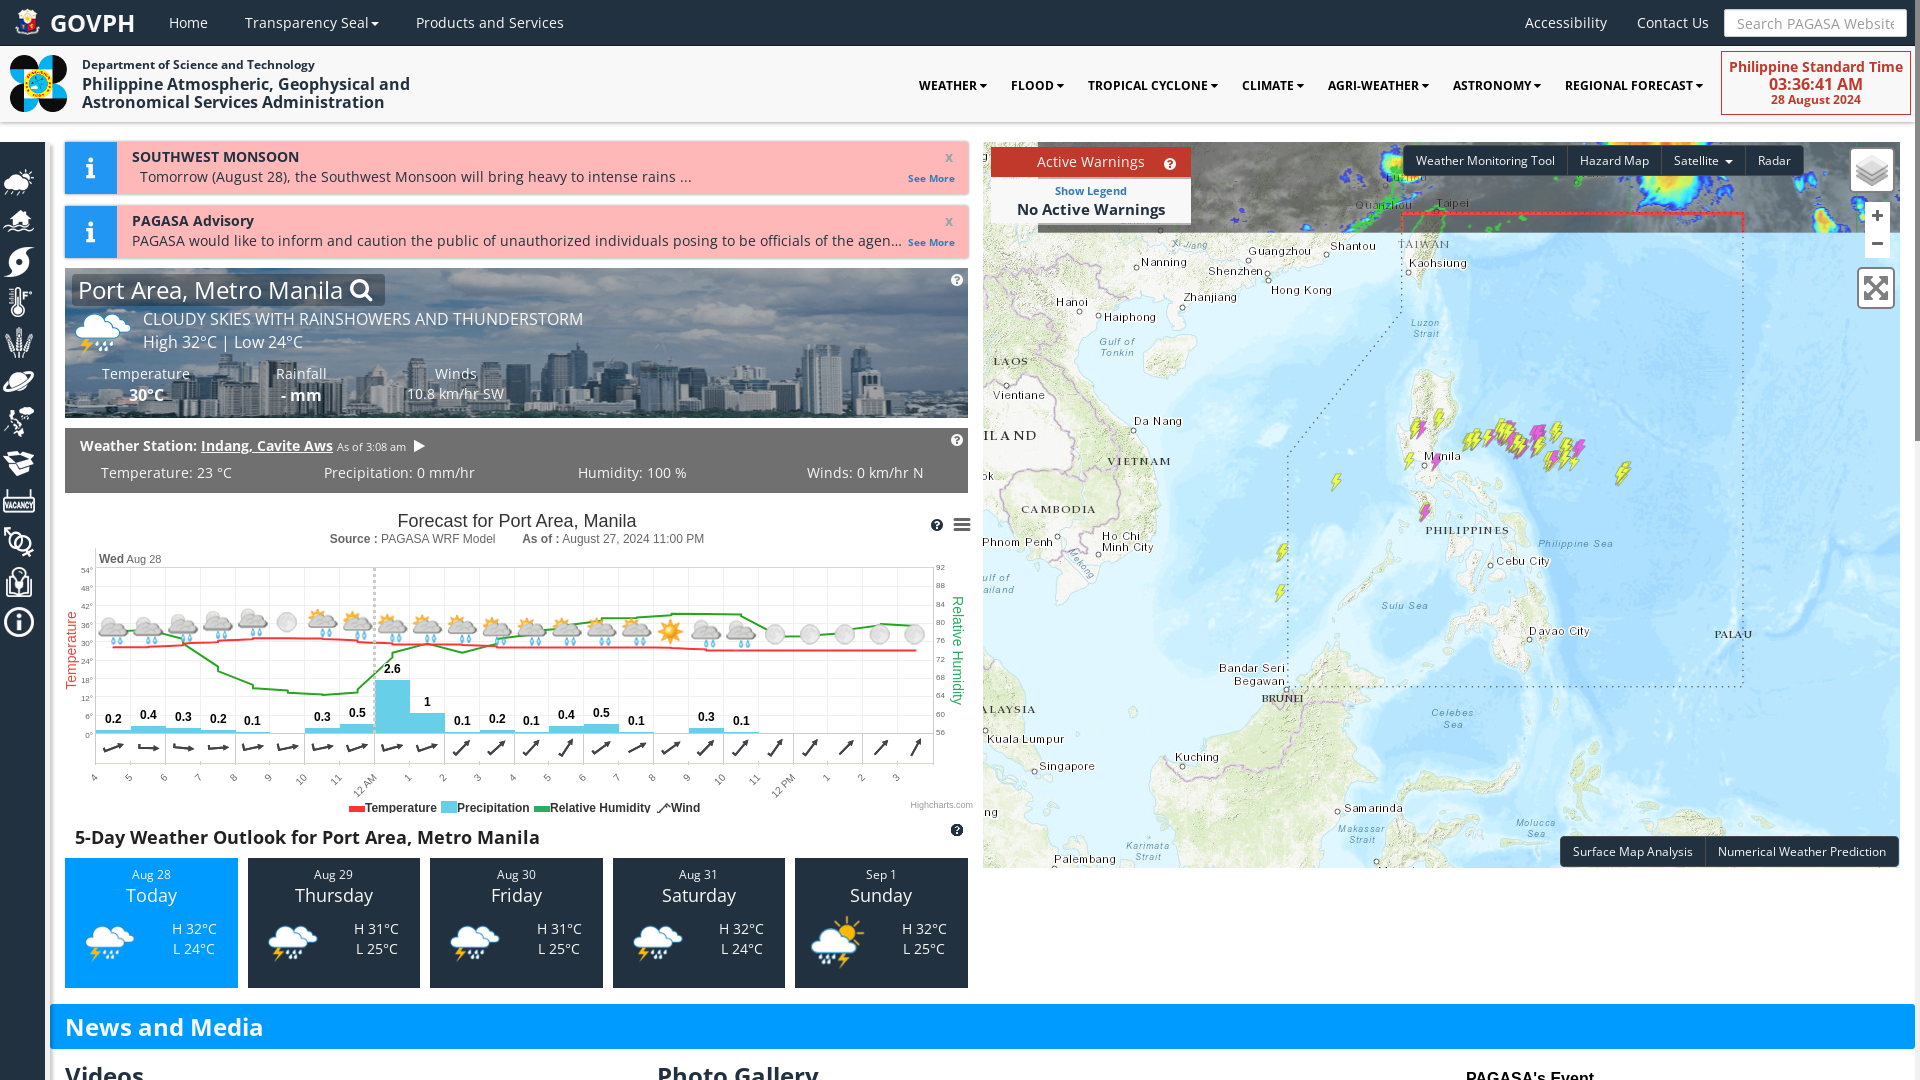 GOVPH
Home
Transparency Seal
Products and Services
Accessibility
Contact Us
Search PAGASA Website
Department of Science and Technology
Philippine Atmospheric, Geophysical and
Astronomical Services Administration
WEATHER
FLOOD
TROPICAL CYCLONE
CLIMATE
AGRI-WEATHER
ASTRONOMY
REGIONAL FORECAST
Philippine Standard Time
03:36:41 AM
28 August 2024
SOUTHWEST MONSOON
x
Tomorrow (August 28), the Southwest Monsoon will bring heavy to intense rains ...
See More
PAGASA Advisory
x
PAGASA would like to inform and caution the public of unauthorized individuals posing to be officials of the agen...
See More
Port Area, Metro Manila
CLOUDY SKIES WITH RAINSHOWERS AND THUNDERSTORM
High 32°C | Low 24°C
Temperature
Rainfall
Winds
30°C
- mm
10.8 km/hr SW
Weather Station: Indang, Cavite Aws As of 3:08 am
Temperature: 23 °C
Precipitation: 0 mm/hr
Humidity: 100 %
Winds: 0 km/hr N
Forecast for Port Area, Manila
Source : PAGASA WRF Model
As of : August 27, 2024 11:00 PM
Wed Aug 28
Temperature
54°
48°
42°
36°
30°
24°
18°
12°
6°
0°
92
88
84
80
76
72
68
64
60
56
Relative Humidity
0.2
0.4
0.3
0.2
0.1
0.3
0.5
2.6
1
0.1
0.2
0.1
0.4
0.5
0.1
0.3
0.1
4
5
6
7
8
9
10
11
12 AM
1
2
3
4
5
6
7
8
9
10
11
12 PM
1
2
3
Temperature
Precipitation
Relative Humidity
Wind
Highcharts.com
5-Day Weather Outlook for Port Area, Metro Manila
Aug 28
Today
H 32°C
L 24°C
Aug 29
Thursday
H 31°C
L 25°C
Aug 30
Friday
H 31°C
L 25°C
Aug 31
Saturday
H 32°C
L 24°C
Sep 1
Sunday
H 32°C
L 25°C
Active Warnings
Show Legend
No Active Warnings
Weather Monitoring Tool
Hazard Map
Satellite
Radar
+
−
Quanzhou
Taipei
Xi Jiang
Guangzhou
Shantou
TAIWAN
Nanning
Shenzhen
Kaohsiung
Hong Kong
Hanoi
Zhanjiang
Haiphong
Luzon
Strait
Gulf of
Tonkin
LAOS
Vientiane
Da Nang
ILAND
VIETNAM
Manila
ok
CAMBODIA
PHILIPPINES
Phnom Penh
Ho Chi
Minh City
Philippine Sea
Mekong
Cebu City
ulf of
ailand
Sulu Sea
Davao City
PALAU
Bandar Seri
Begawan
BRUNEI
ALAYSIA
Celebes
Sea
Kuala Lumpur
Kuching
Singapore
Samarinda
ng
Makassar
Strait
Molucca
Sea
Karimata
Strait
Palembang
Surface Map Analysis
Numerical Weather Prediction
News and Media
Videos
Photo Gallery
PAGASA's Event